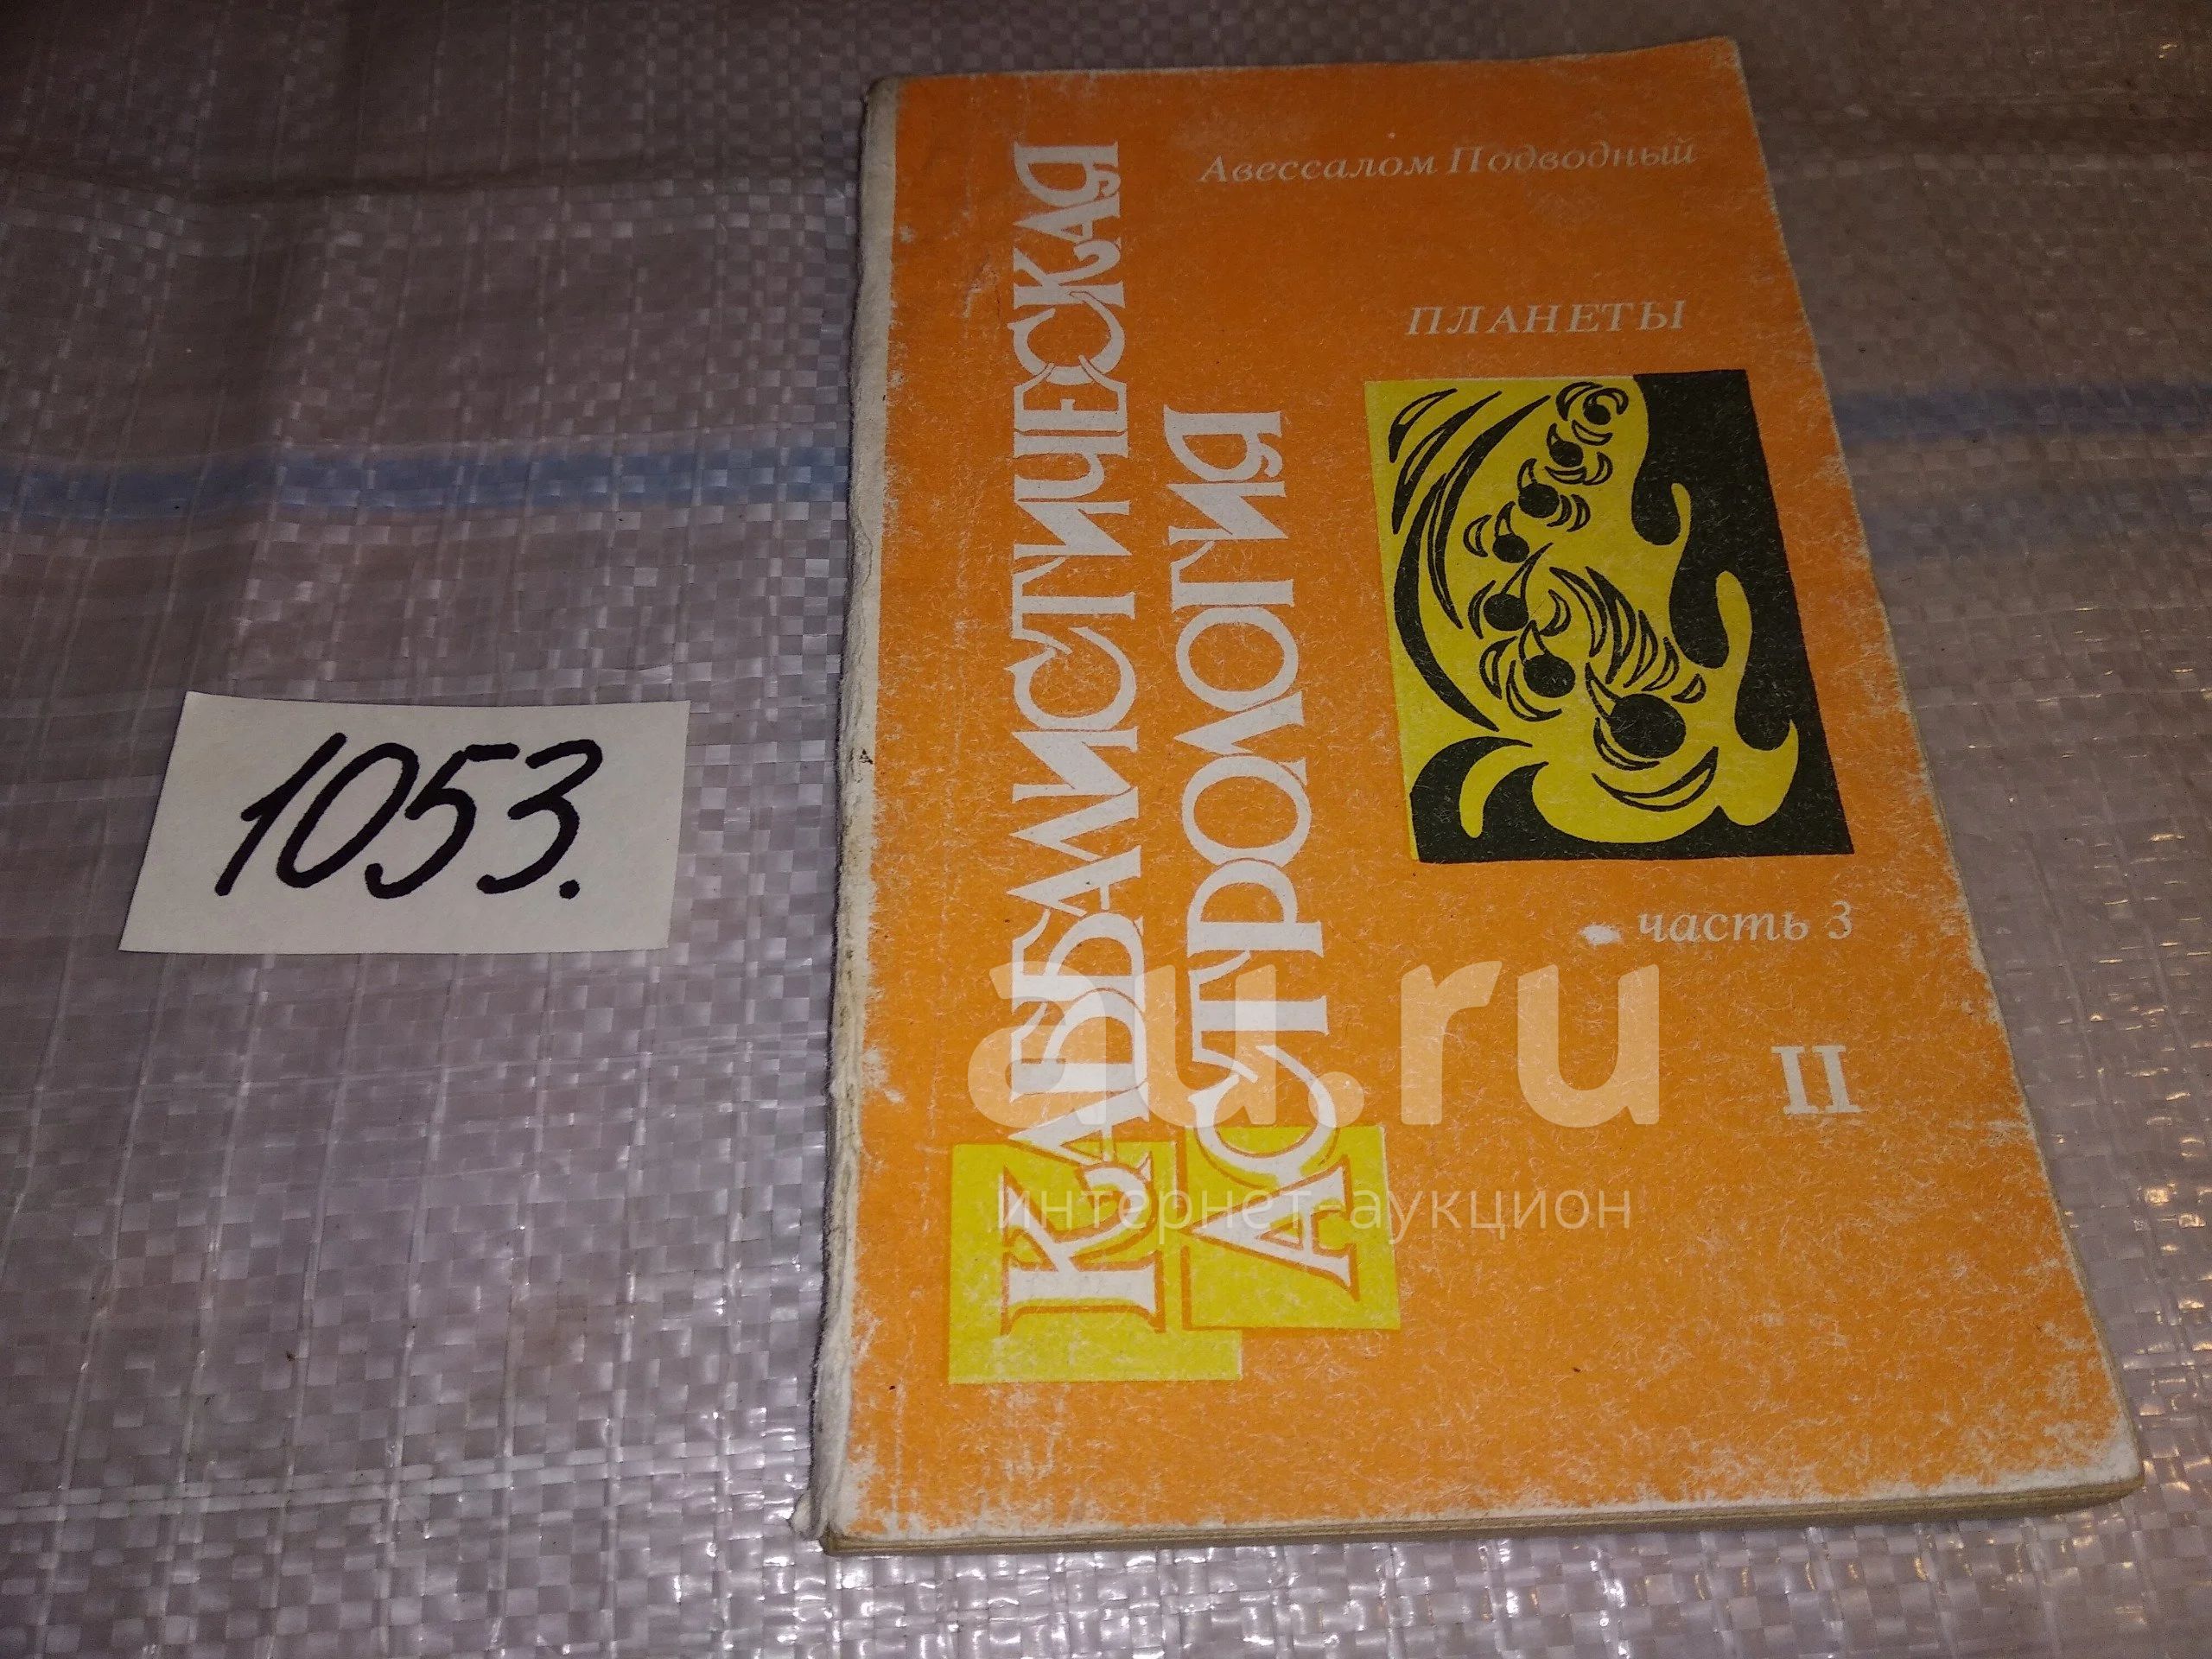 1053.
Авессалом Подводный
КАББАЛИСТИЧЕСКАЯ
АСТРОЛОГИЯ
ПЛАНЕТЫ
часть 3
II
au.ru
интернет аукцион